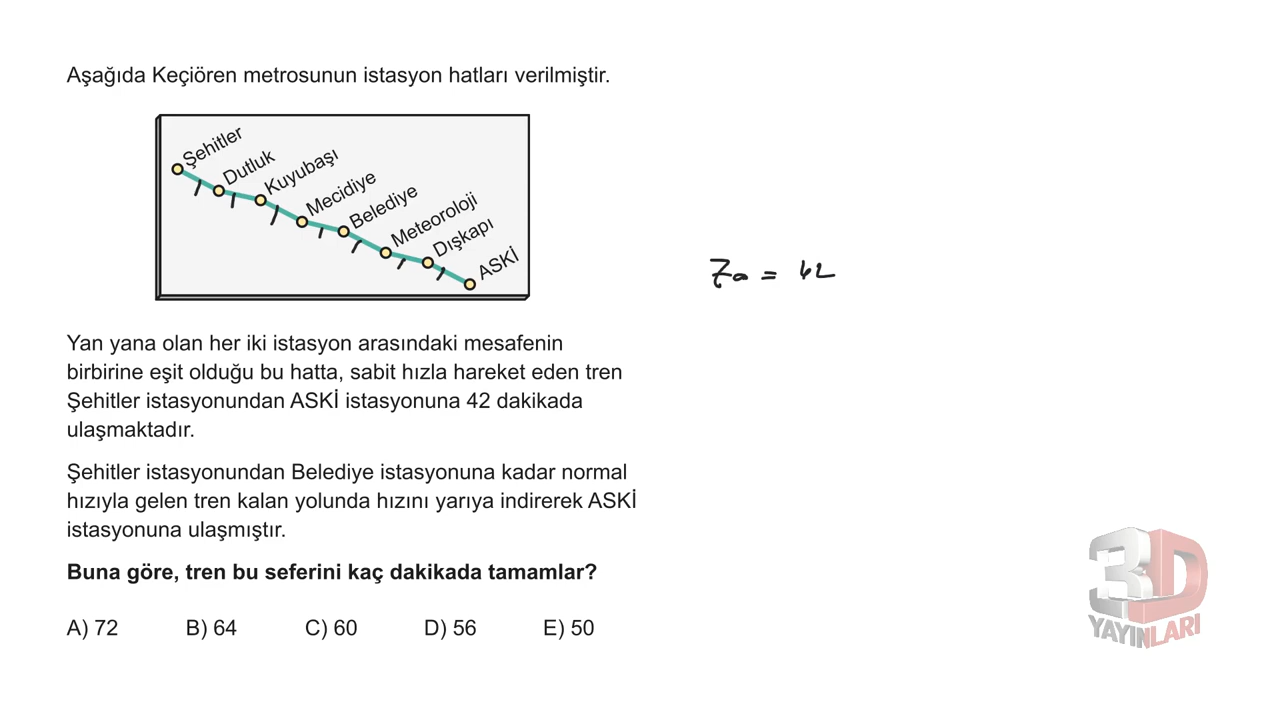 Aşağıda Keçiören metrosunun istasyon hatları verilmiştir.
Şehitler
Dutluk
Kuyubaşı
Mecidiye
Belediye
Meteoroloji
Dışkapı
ASKİ
7a = 42
Yan yana olan her iki istasyon arasındaki mesafenin
birbirine eşit olduğu bu hatta, sabit hızla hareket eden tren
Şehitler istasyonundan ASKİ istasyonuna 42 dakikada
ulaşmaktadır.
Şehitler istasyonundan Belediye istasyonuna kadar normal
hızıyla gelen tren kalan yolunda hızını yarıya indirerek ASKİ
istasyonuna ulaşmıştır.
Buna göre, tren bu seferini kaç dakikada tamamlar?
A) 72 B) 64 C) 60 D) 56 E) 50
3D
YAYINLARI